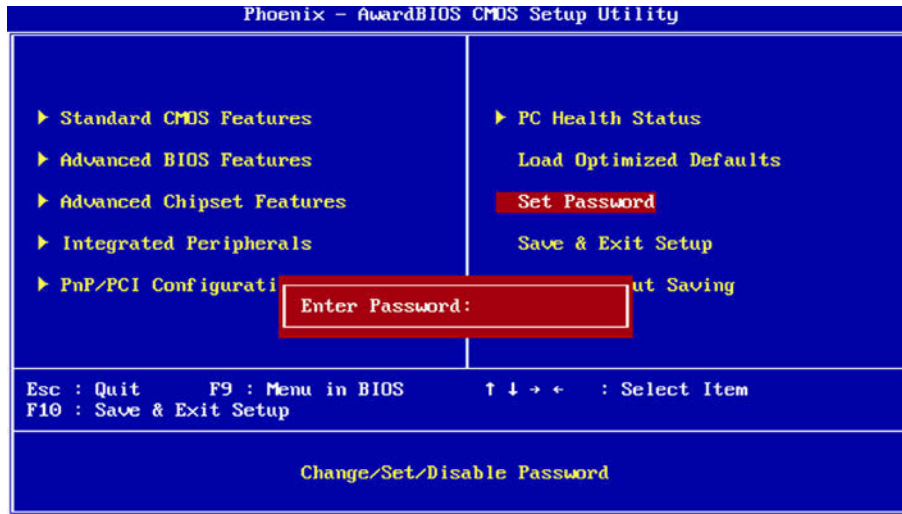 Phoenix - AwardBIOS CMOS Setup Utility
▶ Standard CMOS Features
▶ Advanced BIOS Features
▶ Advanced Chipset Features
▶ Integrated Peripherals
▶ PnP/PCI Configurati
▶ PC Health Status
Load Optimized Defaults
Set Password
Save & Exit Setup
ut Saving
Enter Password:
Esc : Quit F9 : Menu in BIOS ↑ ↓ → ← : Select Item
F10 : Save & Exit Setup
Change/Set/Disable Password